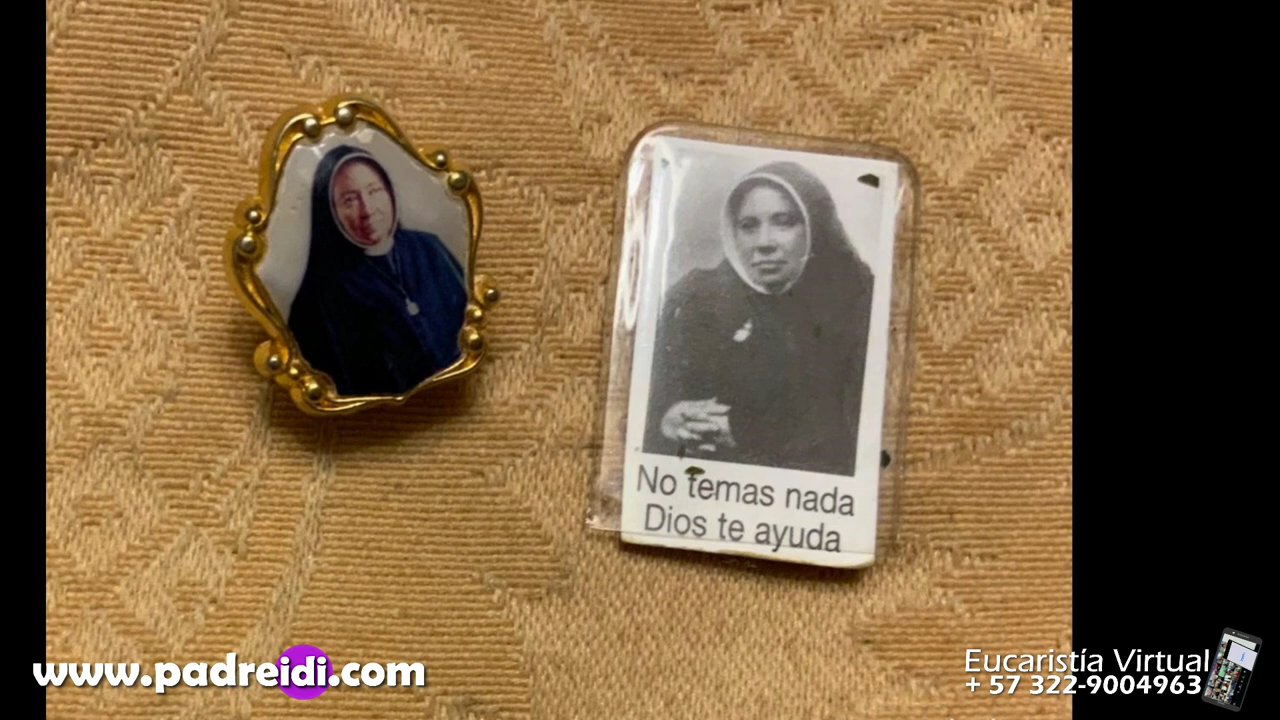 No temas nada
Dios te ayuda
www.padreidi.com
Eucaristía Virtual
+ 57 322-9004963